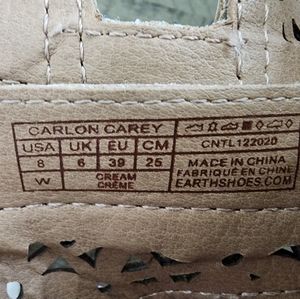 CARLON CAREY
USA UK EU CM
8 6 39 25
W CREAM
CRÈME
CNTL122020
MADE IN CHINA
FABRIQUÉ EN CHINE
EARTHSHOES.COM